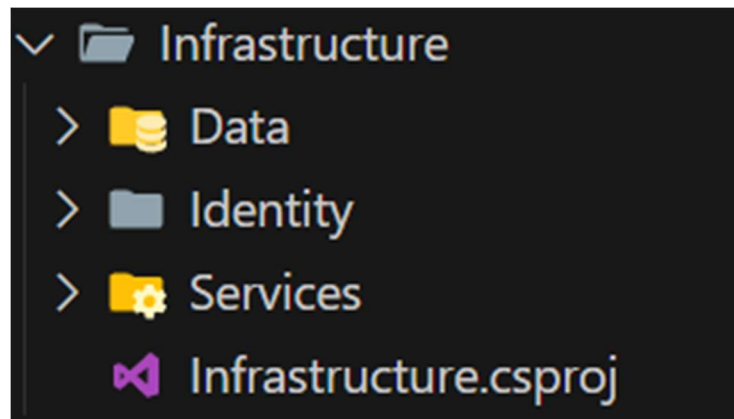 Infrastructure
Data
Identity
Services
Infrastructure.csproj